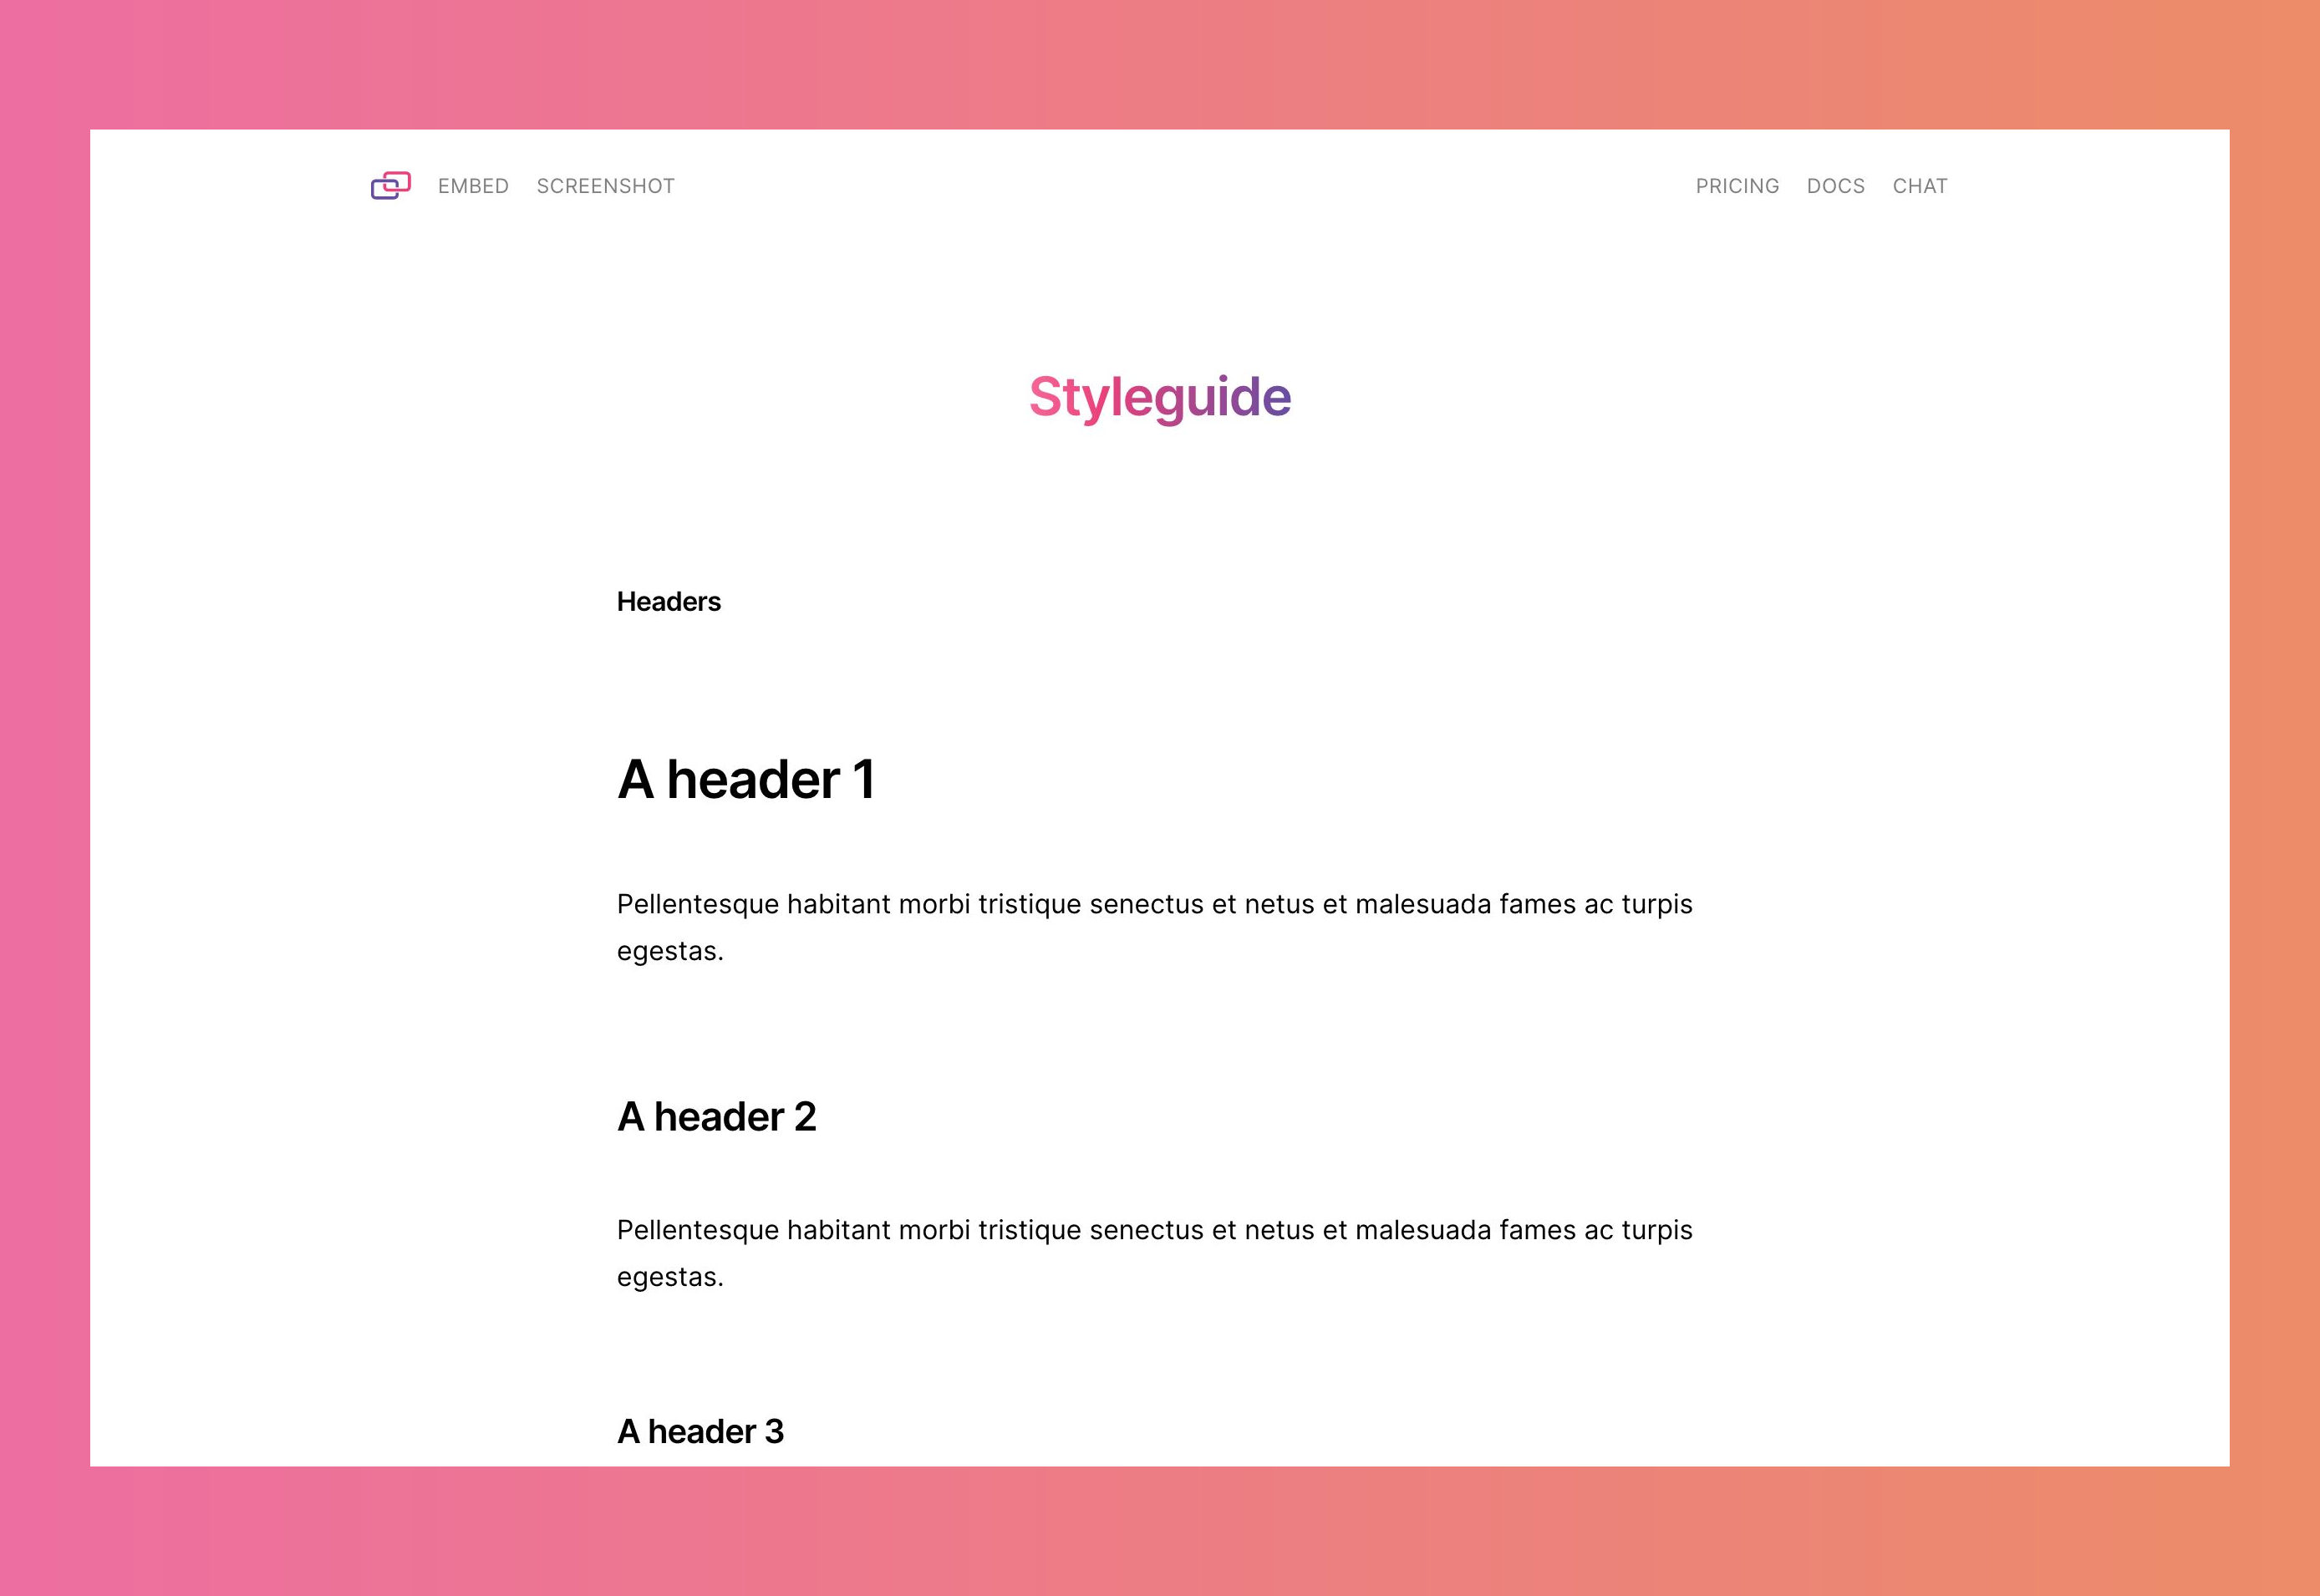 EMBED SCREENSHOT PRICING DOCS CHAT
Styleguide
Headers
A header 1
Pellentesque habitant morbi tristique senectus et netus et malesuada fames ac turpis
egestas.
A header 2
Pellentesque habitant morbi tristique senectus et netus et malesuada fames ac turpis
egestas.
A header 3